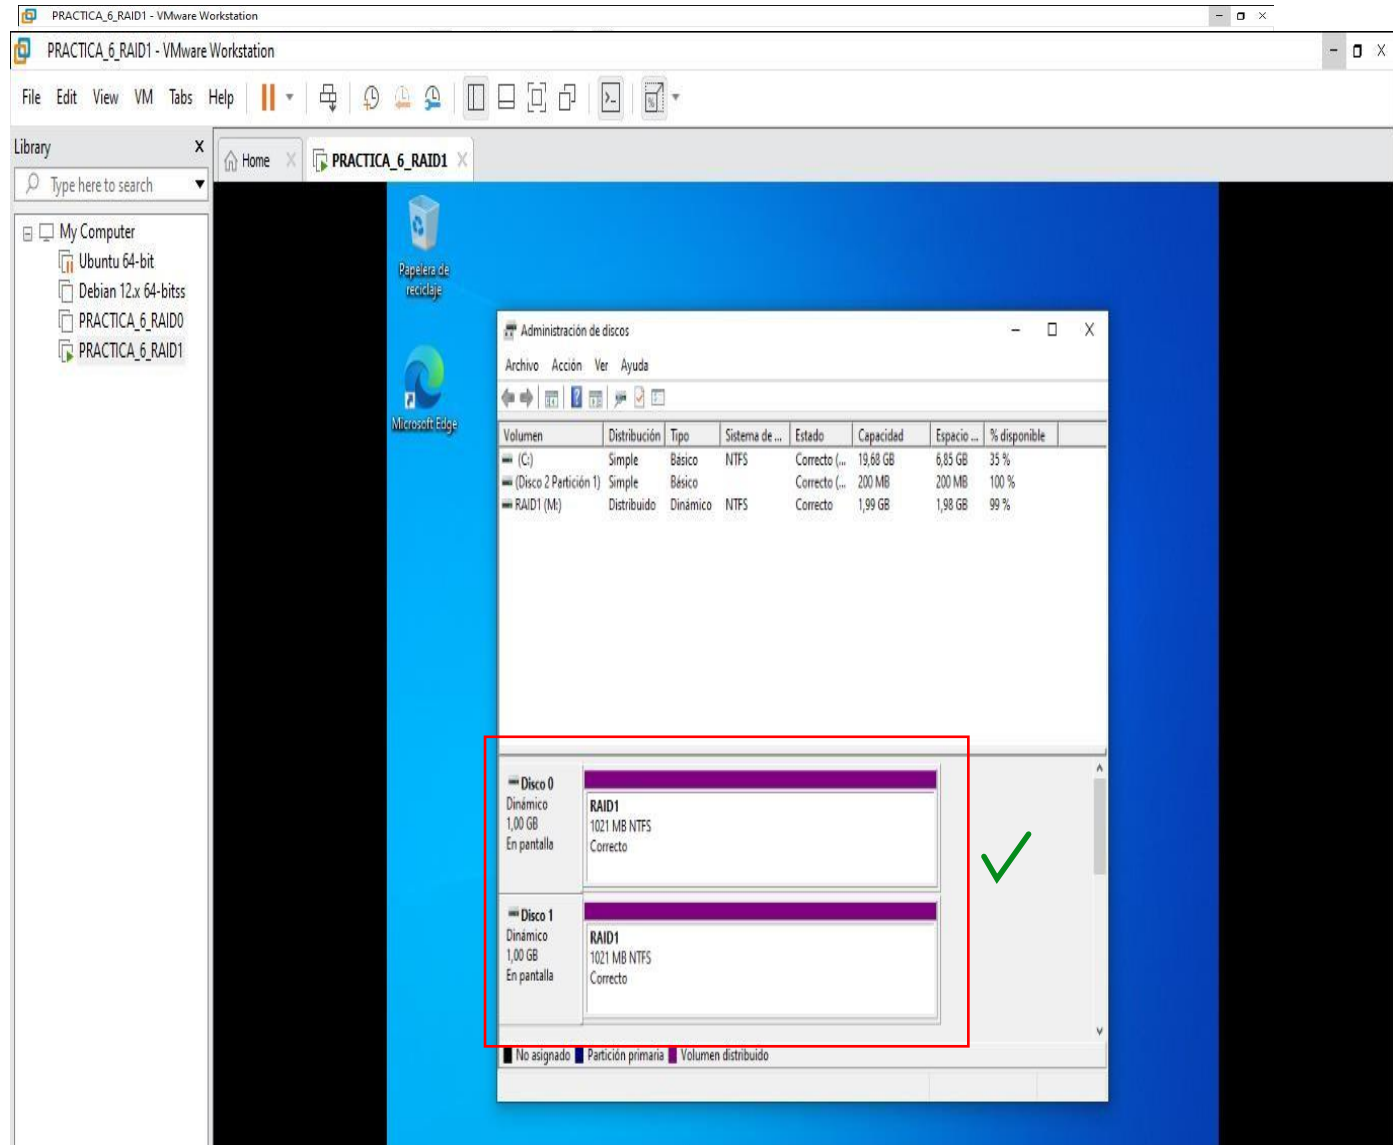 PRACTICA_6_RAID1 - VMware Workstation
PRACTICA_6_RAID1 - VMware Workstation
File Edit View VM Tabs Help
Library
Home
PRACTICA_6_RAID1
Type here to search
My Computer
Ubuntu 64-bit
Debian 12.x 64-bitss
PRACTICA_6_RAID0
PRACTICA_6_RAID1
Papelera de
reciclaje
Microsoft Edge
Administración de discos
Archivo Acción Ver Ayuda
Volumen Distribución Tipo Sistema de ... Estado Capacidad Espacio ... % disponible
(C:) Simple Básico NTFS Correcto (... 19,68 GB 6,85 GB 35 %
(Disco 2 Partición 1) Simple Básico Correcto (... 200 MB 200 MB 100 %
RAID1 (M:) Distribuido Dinámico NTFS Correcto 1,99 GB 1,98 GB 99 %
Disco 0
Dinámico
1,00 GB
En pantalla
RAID1
1021 MB NTFS
Correcto
Disco 1
Dinámico
1,00 GB
En pantalla
RAID1
1021 MB NTFS
Correcto
No asignado Partición primaria Volumen distribuido